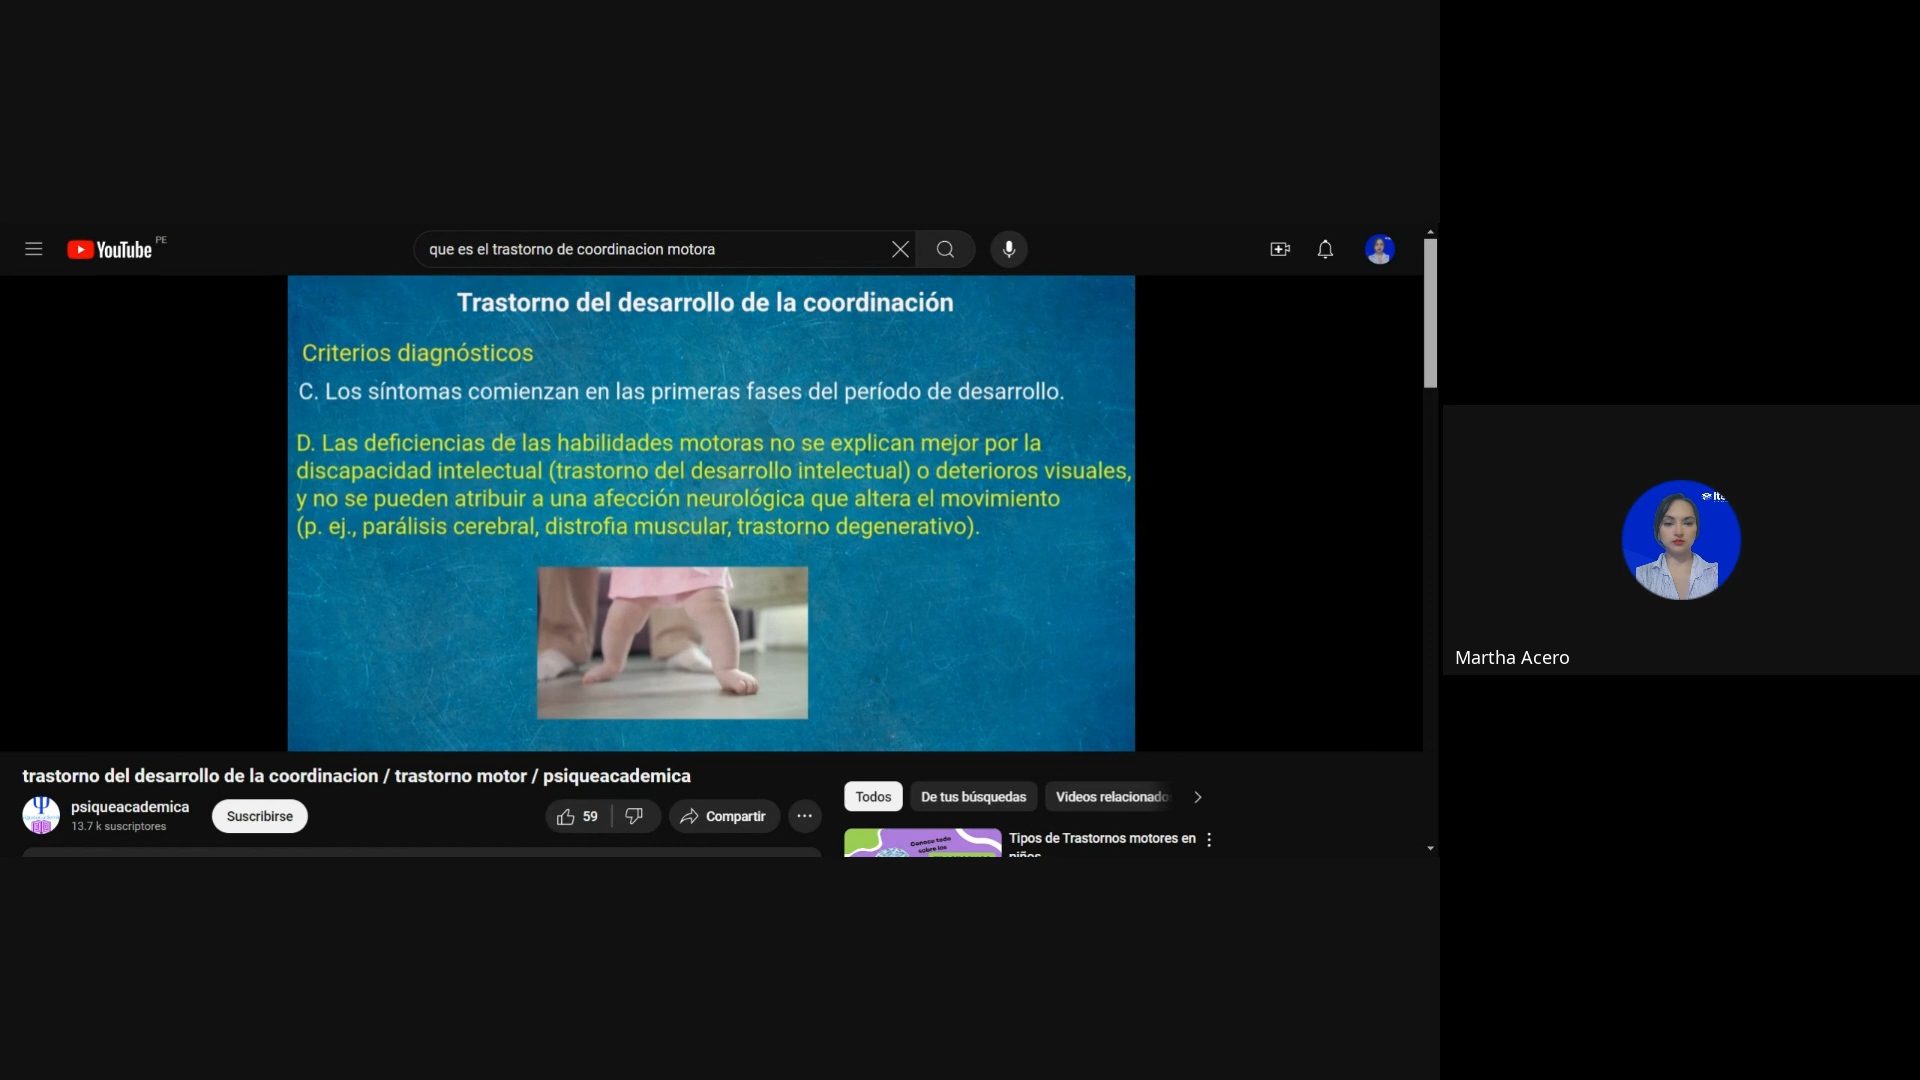 YouTube PE
que es el trastorno de coordinacion motora
Trastorno del desarrollo de la coordinación
Criterios diagnósticos
C. Los síntomas comienzan en las primeras fases del período de desarrollo.
D. Las deficiencias de las habilidades motoras no se explican mejor por la
discapacidad intelectual (trastorno del desarrollo intelectual) o deterioros visuales,
y no se pueden atribuir a una afección neurológica que altera el movimiento
(p. ej., parálisis cerebral, distrofia muscular, trastorno degenerativo).
Martha Acero
trastorno del desarrollo de la coordinacion / trastorno motor / psiqueacademica
psiqueacademica
13.7 k suscriptores
Suscribirse
59
Compartir
Todos
De tus búsquedas
Videos relacionado
Conoce todo
sobre los
Tipos de Trastornos motores en
niños